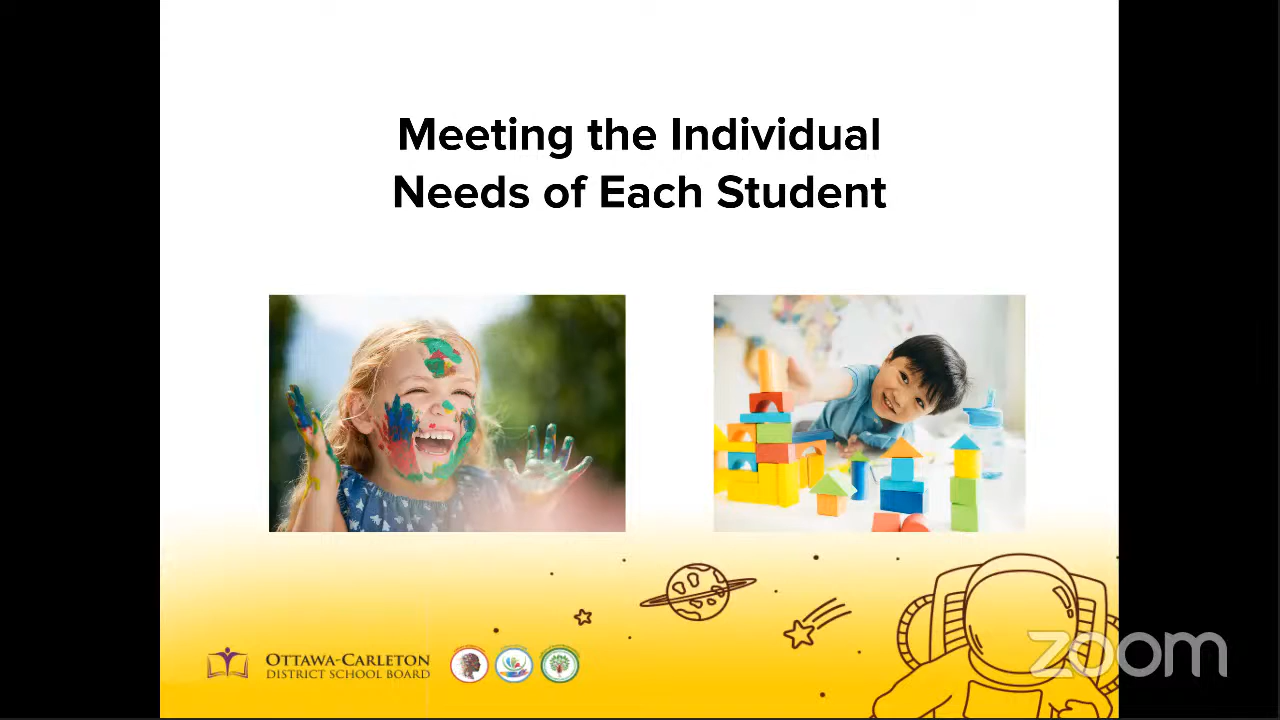 Meeting the Individual
Needs of Each Student
OTTAWA-CARLETON
DISTRICT SCHOOL BOARD
zoom